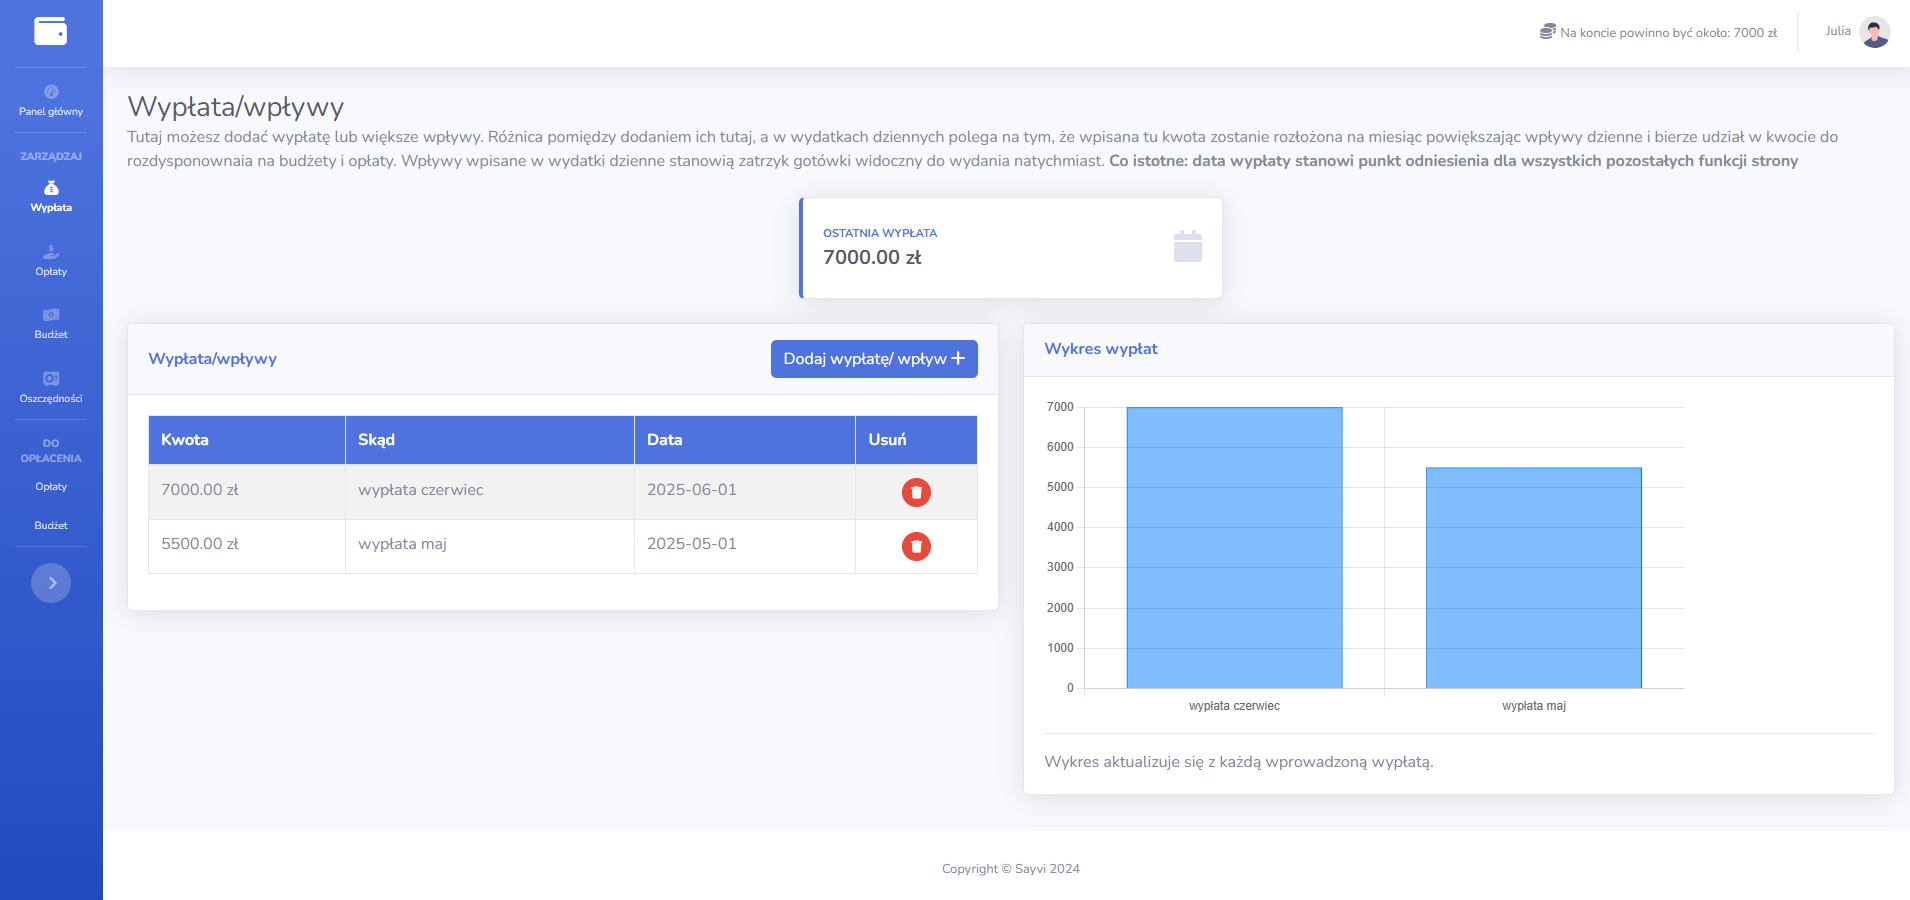 Na koncie powinno być około: 7000 zł
Julia
Panel główny
ZARZĄDZAJ
Wypłata
Opłaty
Budżet
Oszczędności
DO
OPŁACENIA
Opłaty
Budżet
Wypłata/wpływy
Tutaj możesz dodać wypłatę lub większe wpływy. Różnica pomiędzy dodaniem ich tutaj, a w wydatkach dziennych polega na tym, że wpisana tu kwota zostanie rozłożona na miesiąc powiększając wpływy dzienne i bierze udział w kwocie do
rozdysponownaia na budżety i opłaty. Wpływy wpisane w wydatki dzienne stanowią zatrzyk gotówki widoczny do wydania natychmiast. Co istotne: data wypłaty stanowi punkt odniesienia dla wszystkich pozostałych funkcji strony
OSTATNIA WYPŁATA
7000.00 zł
Wypłata/wpływy
Dodaj wypłatę/ wpływ +
Kwota Skąd Data Usuń
7000.00 zł wypłata czerwiec 2025-06-01
5500.00 zł wypłata maj 2025-05-01
Wykres wypłat
7000
6000
5000
4000
3000
2000
1000
0
wypłata czerwiec wypłata maj
Wykres aktualizuje się z każdą wprowadzoną wypłatą.
Copyright © Sayvi 2024